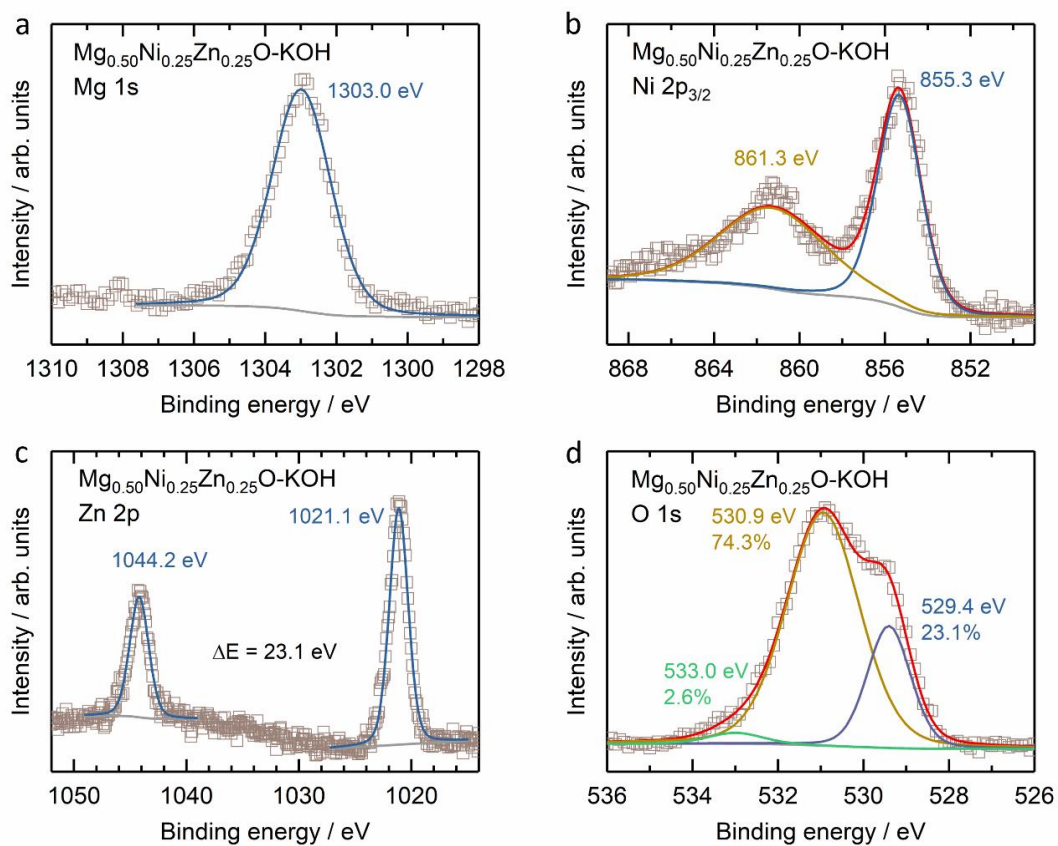 a
Mg₀.₅₀Ni₀.₂₅Zn₀.₂₅O-KOH
Mg 1s
1303.0 eV
Intensity / arb. units
1310 1308 1306 1304 1302 1300 1298
Binding energy / eV
b
Mg₀.₅₀Ni₀.₂₅Zn₀.₂₅O-KOH
Ni 2p₃/₂
855.3 eV
861.3 eV
Intensity / arb. units
868 864 860 856 852
Binding energy / eV
c
Mg₀.₅₀Ni₀.₂₅Zn₀.₂₅O-KOH
Zn 2p
1021.1 eV
1044.2 eV
ΔE = 23.1 eV
Intensity / arb. units
1050 1040 1030 1020
Binding energy / eV
d
Mg₀.₅₀Ni₀.₂₅Zn₀.₂₅O-KOH
O 1s
530.9 eV
74.3%
529.4 eV
23.1%
533.0 eV
2.6%
Intensity / arb. units
536 534 532 530 528 526
Binding energy / eV